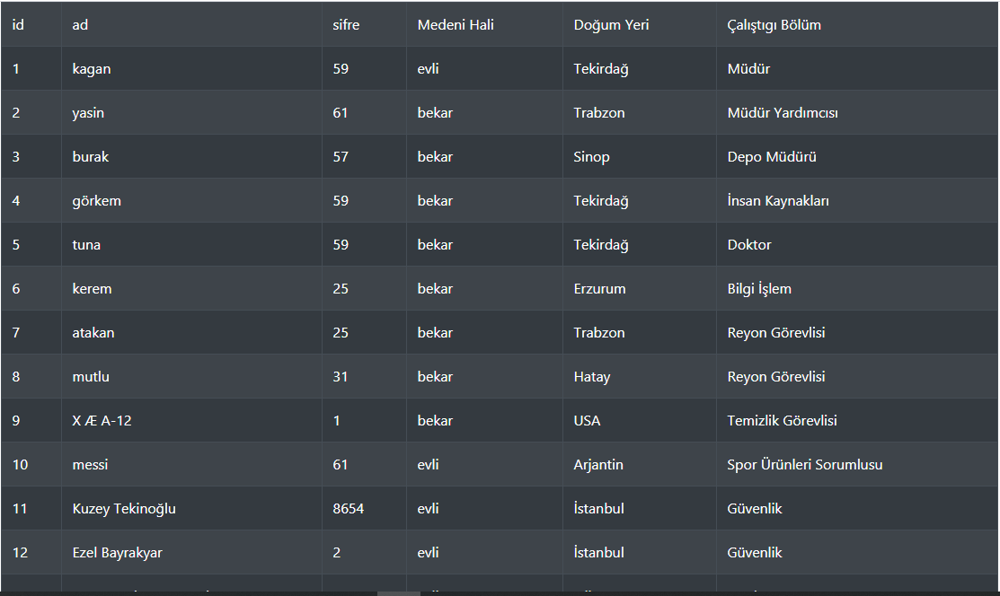 id ad sifre Medeni Hali Doğum Yeri Çalıştıgı Bölüm
1 kagan 59 evli Tekirdağ Müdür
2 yasin 61 bekar Trabzon Müdür Yardımcısı
3 burak 57 bekar Sinop Depo Müdürü
4 görkem 59 bekar Tekirdağ İnsan Kaynakları
5 tuna 59 bekar Tekirdağ Doktor
6 kerem 25 bekar Erzurum Bilgi İşlem
7 atakan 25 bekar Trabzon Reyon Görevlisi
8 mutlu 31 bekar Hatay Reyon Görevlisi
9 X Æ A-12 1 bekar USA Temizlik Görevlisi
10 messi 61 evli Arjantin Spor Ürünleri Sorumlusu
11 Kuzey Tekinoğlu 8654 evli İstanbul Güvenlik
12 Ezel Bayrakyar 2 evli İstanbul Güvenlik